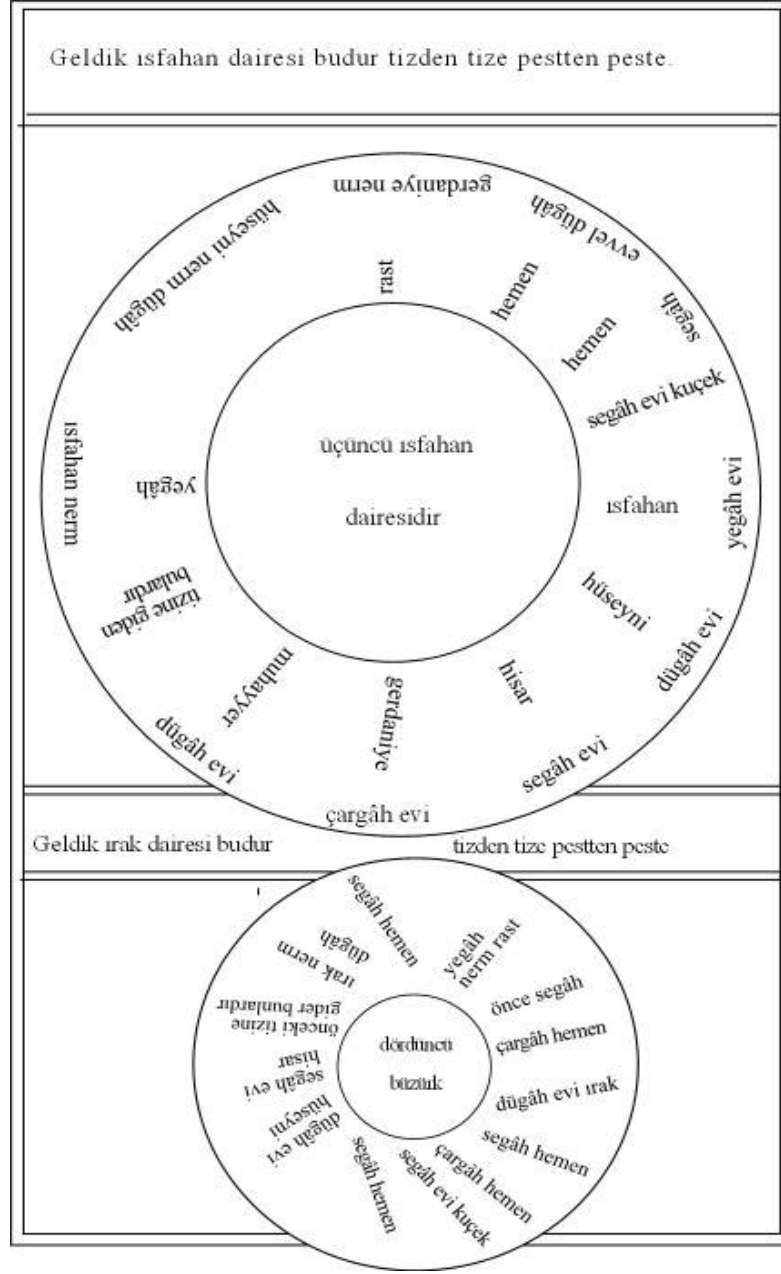 Geldik ısfahan dairesi budur tizden tize pestten peste.
gerdaniye nerm
evvel dügâh
segâh
yegâh evi
dügâh evi
segâh evi
çargâh evi
dügâh evi
ısfahan nerm
hüseyni nerm dügâh
rast
hemen
hemen
segâh evi kuçek
ısfahan
hüseyni
hisar
gerdaniye
muhayyer
tizine giden
bulardır
yegâh
üçüncü ısfahan
dairesidir
Geldik ırak dairesi budur tizden tize pestten peste
segâh hemen
yegâh
nerm rast
önce segâh
çargâh hemen
dügâh evi ırak
segâh hemen
çargâh hemen
segâh evi kuçek
segâh hemen
dügâh evi
hüseyni
segâh evi
hisar
önceki tizine
gider bunlardır
ırak nerm
dügâh
dördüncü
büzürk